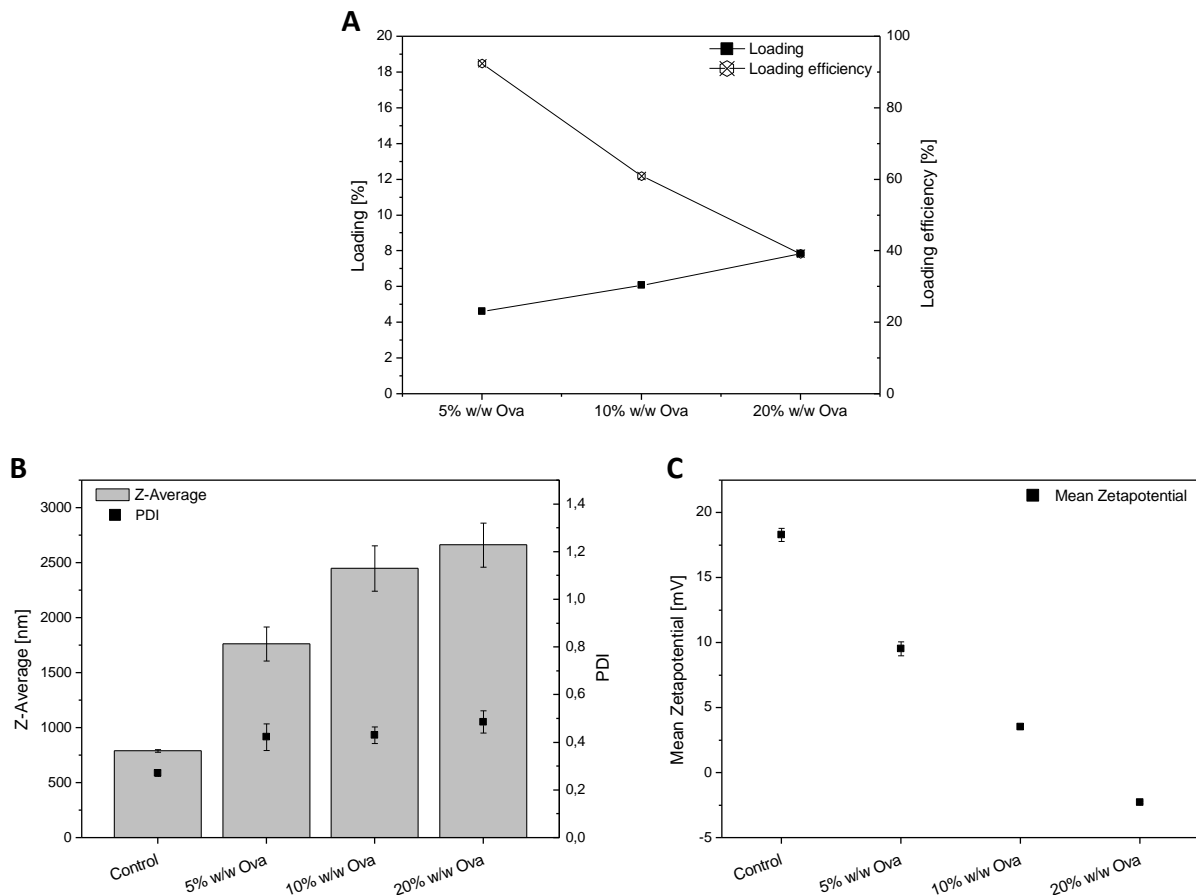 A
Loading
Loading efficiency
20
18
16
14
12
10
8
6
4
2
0
100
80
60
40
20
0
Loading [%]
Loading efficiency [%]
5% w/w Ova
10% w/w Ova
20% w/w Ova
B
Z-Average
PDI
3000
2500
2000
1500
1000
500
0
1,4
1,2
1,0
0,8
0,6
0,4
0,2
0,0
Z-Average [nm]
PDI
Control
5% w/w Ova
10% w/w Ova
20% w/w Ova
C
Mean Zetapotential
20
15
10
5
0
-5
Mean Zetapotential [mV]
Control
5% w/w Ova
10% w/w Ova
20% w/w Ova